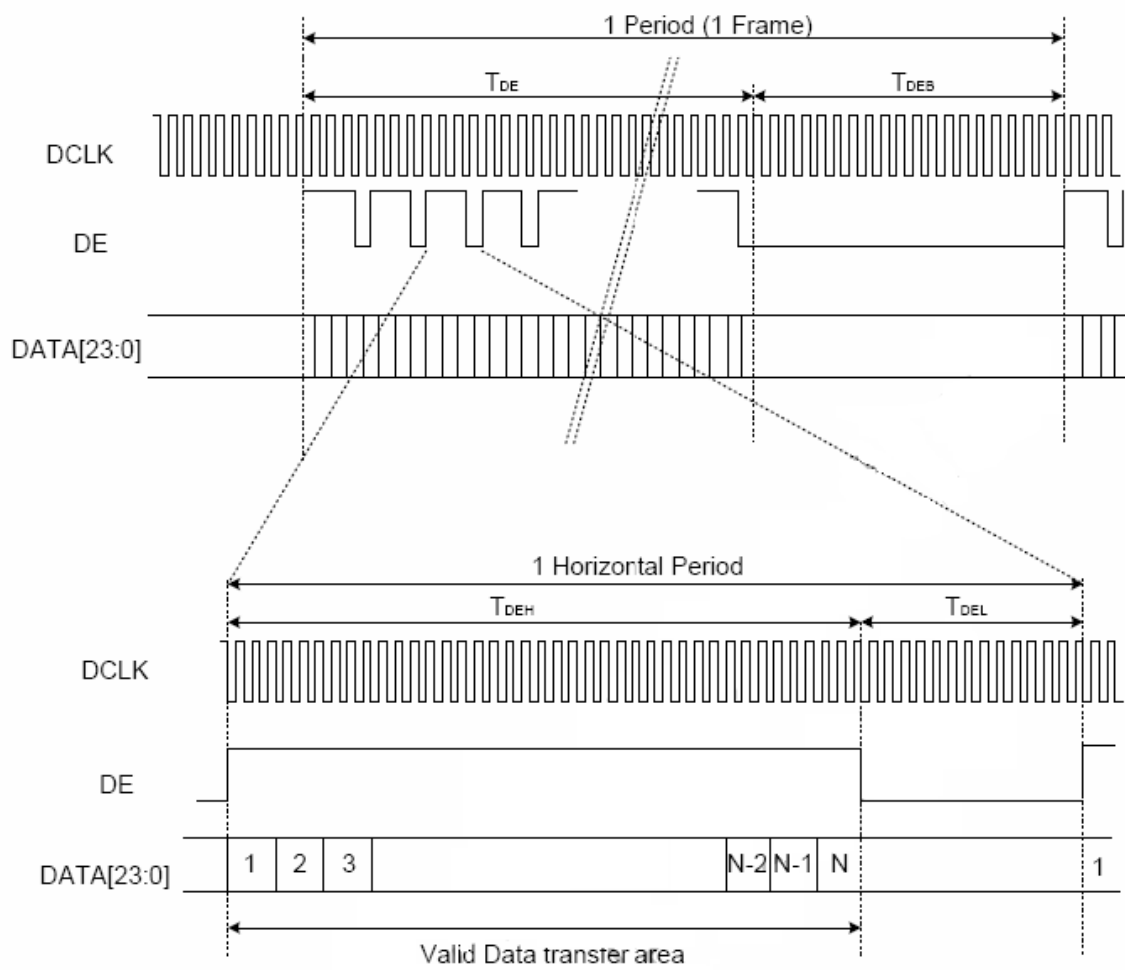 1 Period (1 Frame)
TDE
TDEB
DCLK
DE
DATA[23:0]
1 Horizontal Period
TDEH
TDEL
DCLK
DE
DATA[23:0]
1 2 3 N-2 N-1 N 1
Valid Data transfer area